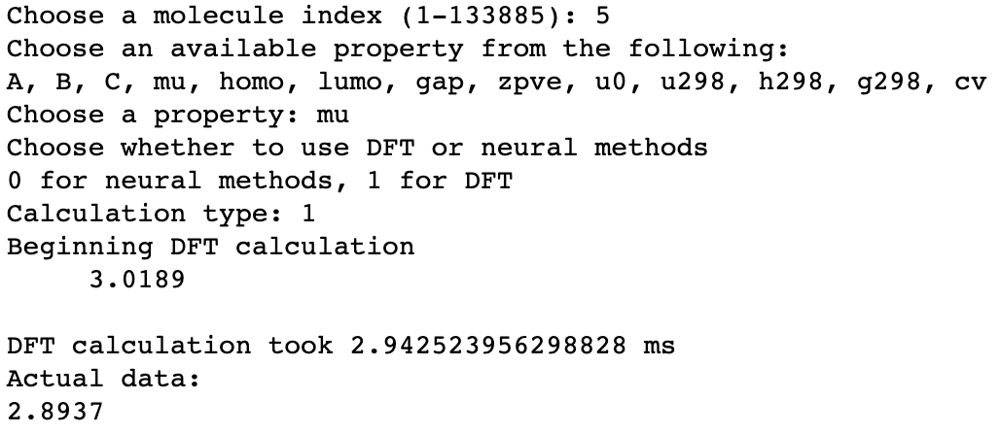 Choose a molecule index (1-133885): 5
Choose an available property from the following:
A, B, C, mu, homo, lumo, gap, zpve, u0, u298, h298, g298, cv
Choose a property: mu
Choose whether to use DFT or neural methods
0 for neural methods, 1 for DFT
Calculation type: 1
Beginning DFT calculation
3.0189
DFT calculation took 2.942523956298828 ms
Actual data:
2.8937